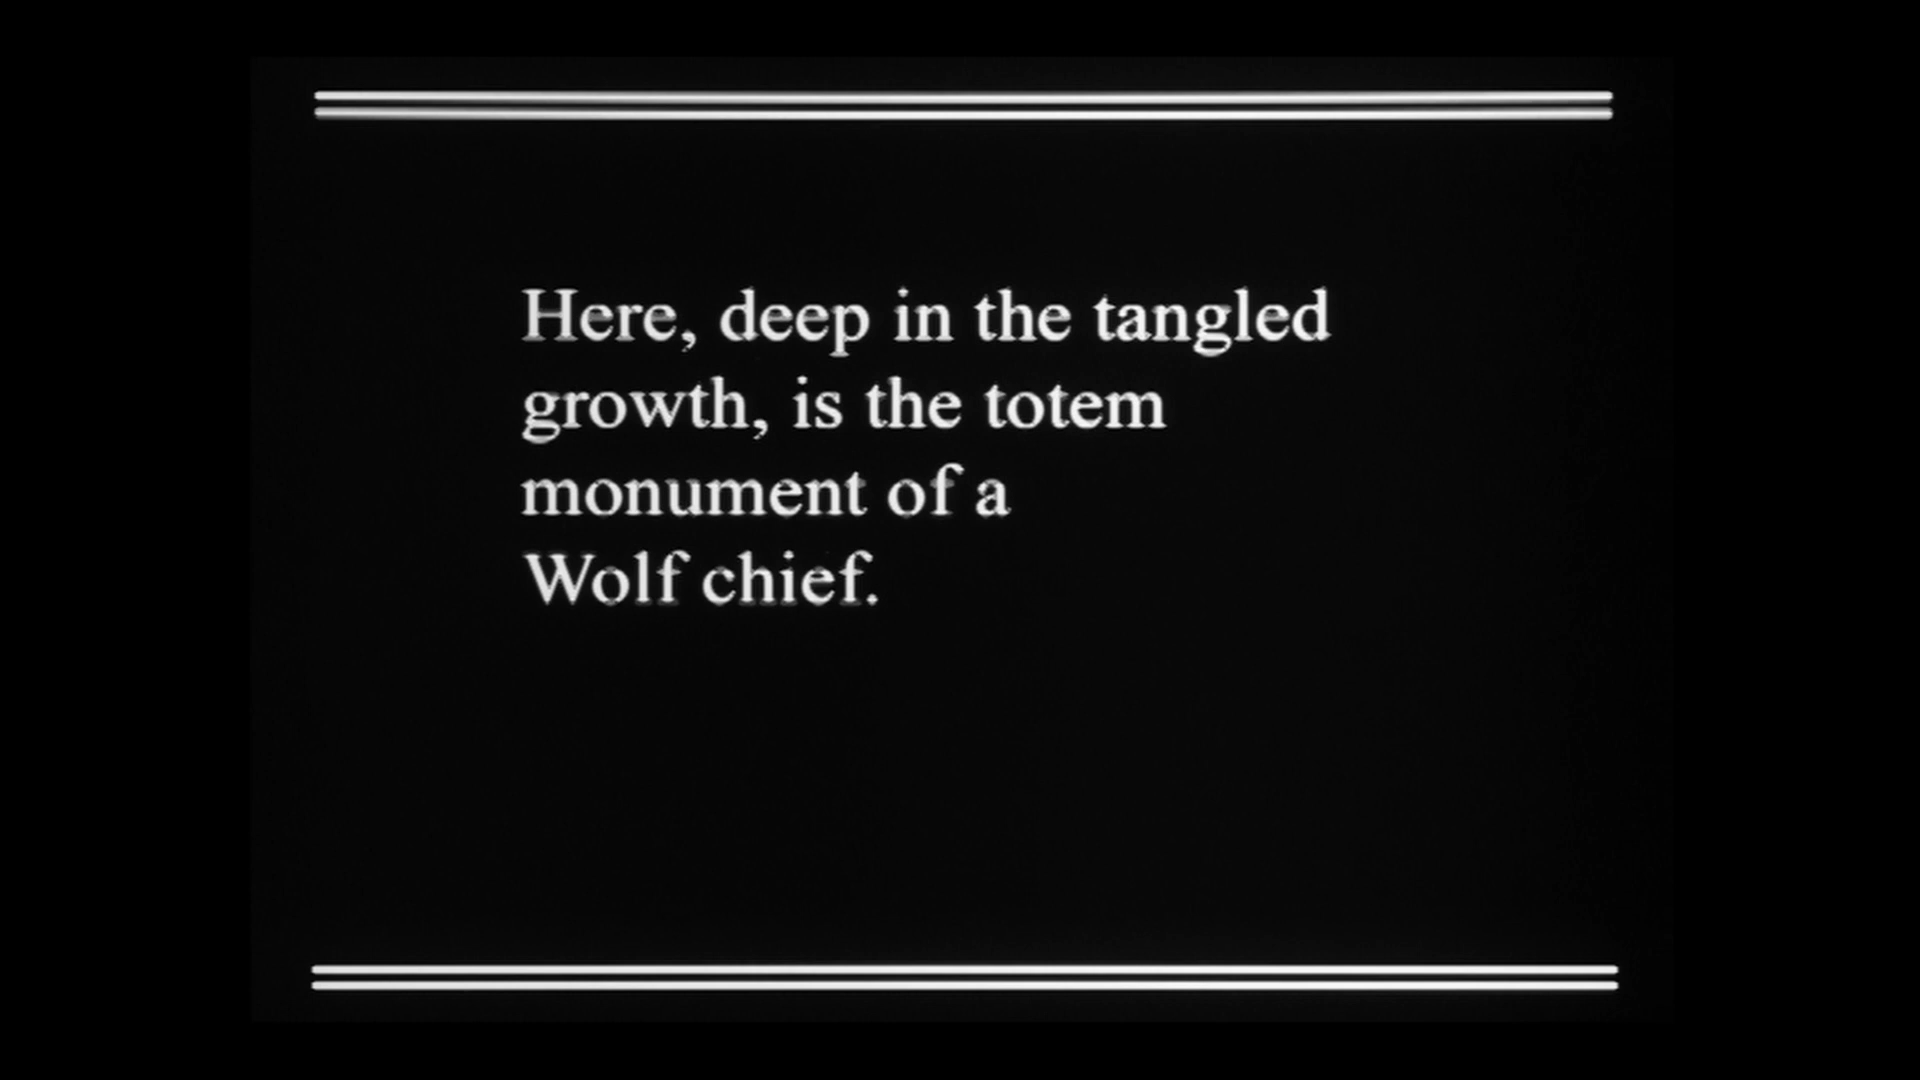 Here, deep in the tangled
growth, is the totem
monument of a
Wolf chief.